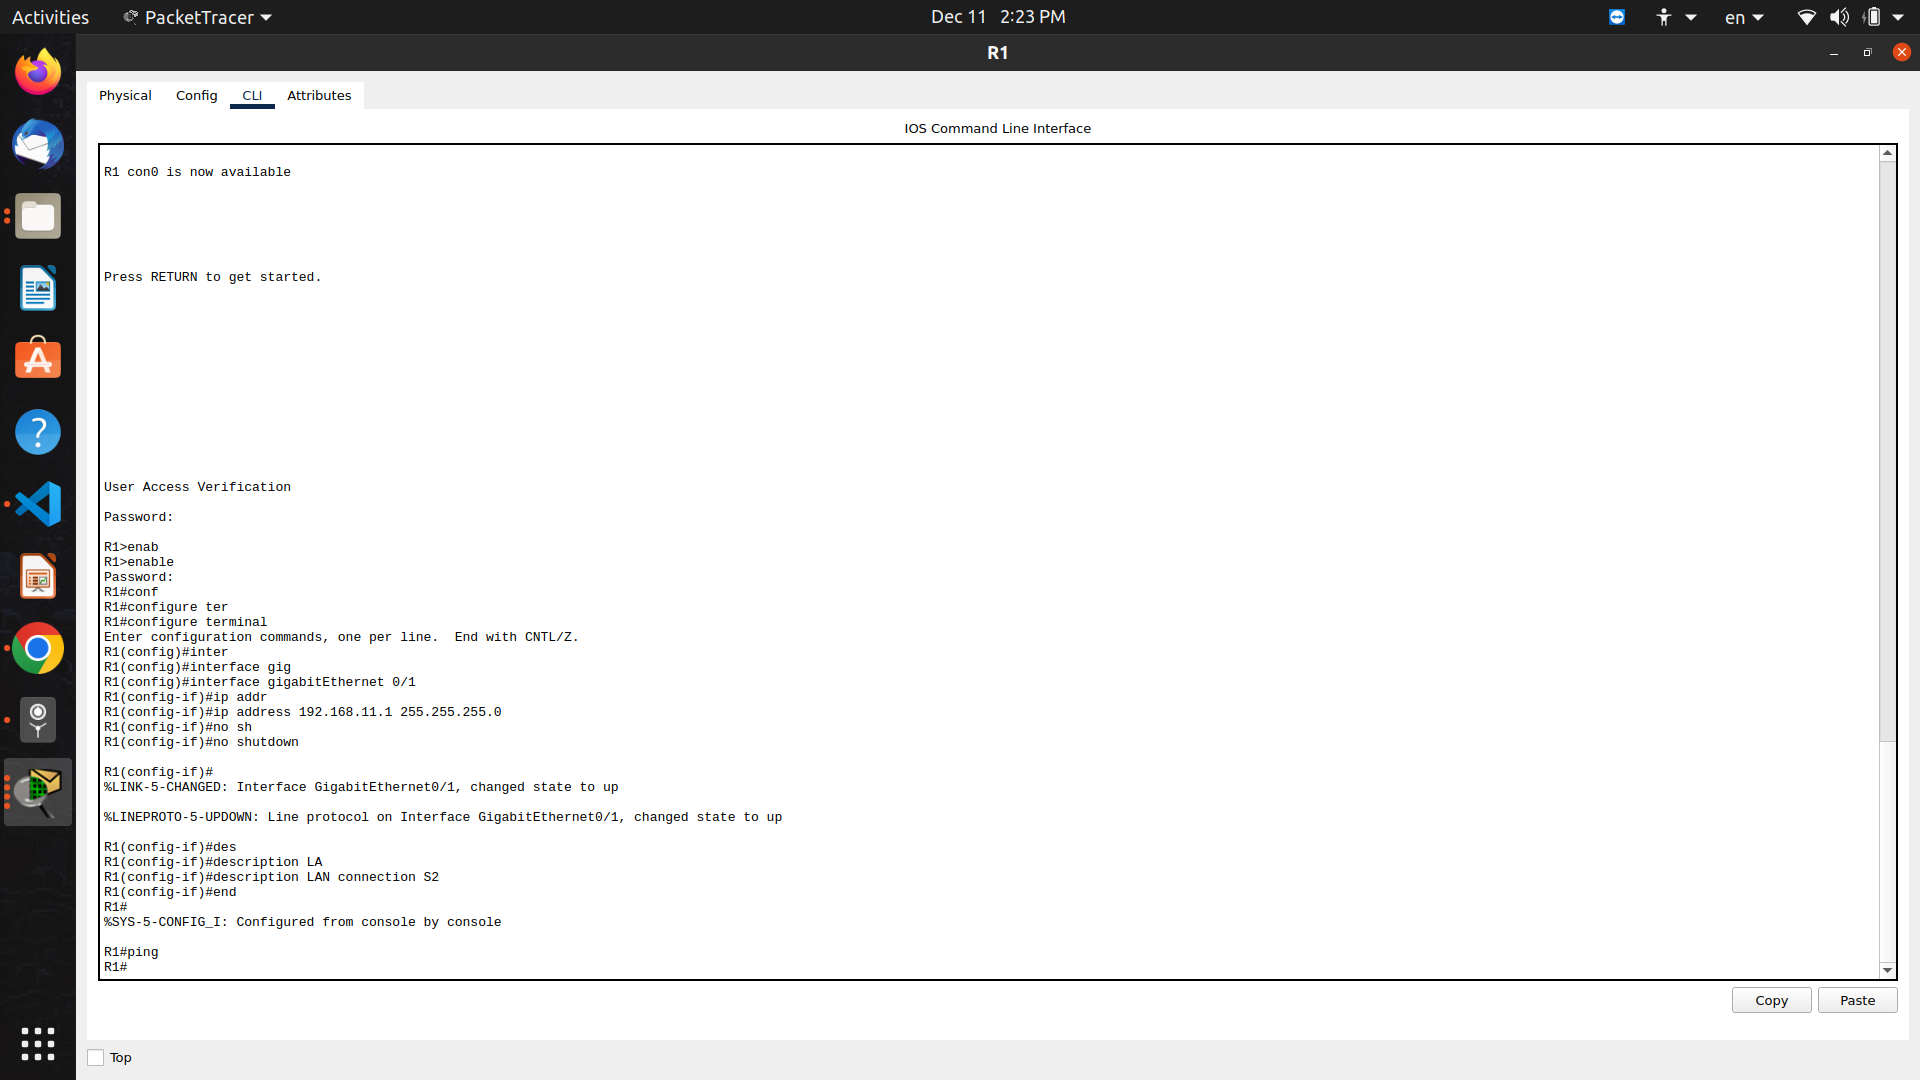 Activities
PacketTracer
Dec 11 2:23 PM
en
R1
Physical
Config
CLI
Attributes
IOS Command Line Interface
R1 con0 is now available
Press RETURN to get started.
User Access Verification
Password:
R1>enab
R1>enable
Password:
R1#conf
R1#configure ter
R1#configure terminal
Enter configuration commands, one per line.  End with CNTL/Z.
R1(config)#inter
R1(config)#interface gig
R1(config)#interface gigabitEthernet 0/1
R1(config-if)#ip addr
R1(config-if)#ip address 192.168.11.1 255.255.255.0
R1(config-if)#no sh
R1(config-if)#no shutdown
R1(config-if)#
%LINK-5-CHANGED: Interface GigabitEthernet0/1, changed state to up
%LINEPROTO-5-UPDOWN: Line protocol on Interface GigabitEthernet0/1, changed state to up
R1(config-if)#des
R1(config-if)#description LA
R1(config-if)#description LAN connection S2
R1(config-if)#end
R1#
%SYS-5-CONFIG_I: Configured from console by console
R1#ping
R1#
Copy
Paste
Top